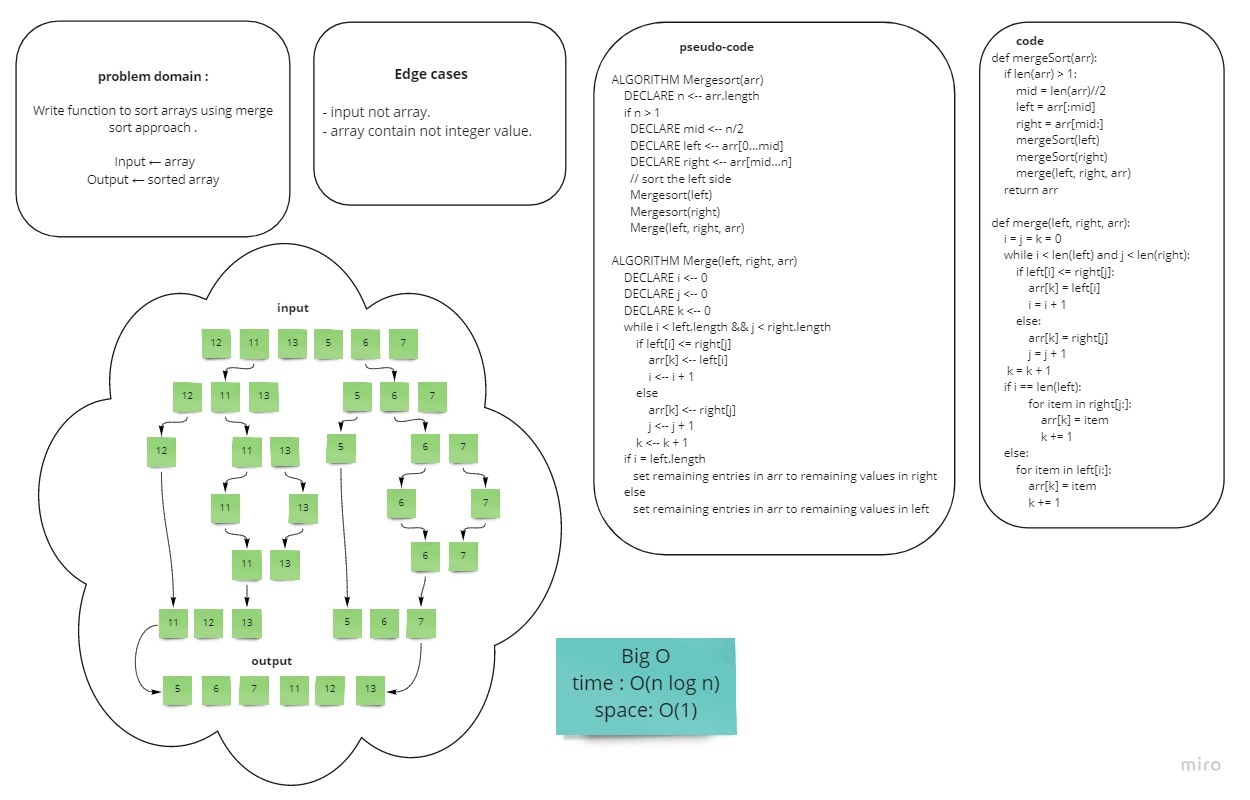 problem domain :
Write function to sort arrays using merge
sort approach .
Input ← array
Output ← sorted array
Edge cases
- input not array.
- array contain not integer value.
pseudo-code
ALGORITHM Mergesort(arr)
DECLARE n <-- arr.length
if n > 1
DECLARE mid <-- n/2
DECLARE left <-- arr[0...mid]
DECLARE right <-- arr[mid...n]
// sort the left side
Mergesort(left)
Mergesort(right)
Merge(left, right, arr)
ALGORITHM Merge(left, right, arr)
DECLARE i <-- 0
DECLARE j <-- 0
DECLARE k <-- 0
while i < left.length && j < right.length
if left[i] <= right[j]
arr[k] <-- left[i]
i <-- i + 1
else
arr[k] <-- right[j]
j <-- j + 1
k <-- k + 1
if i = left.length
set remaining entries in arr to remaining values in right
else
set remaining entries in arr to remaining values in left
code
def mergeSort(arr):
if len(arr) > 1:
mid = len(arr)//2
left = arr[:mid]
right = arr[mid:]
mergeSort(left)
mergeSort(right)
merge(left, right, arr)
return arr
def merge(left, right, arr):
i = j = k = 0
while i < len(left) and j < len(right):
if left[i] <= right[j]:
arr[k] = left[i]
i = i + 1
else:
arr[k] = right[j]
j = j + 1
k = k + 1
if i == len(left):
for item in right[j:]:
arr[k] = item
k += 1
else:
for item in left[i:]:
arr[k] = item
k += 1
input
12 11 13 5 6 7
12 11 13 5 6 7
12 11 13 5 6 7
11 13 6 7
11 13 6 7
11 12 13 5 6 7
output
5 6 7 11 12 13
Big O
time : O(n log n)
space: O(1)
miro